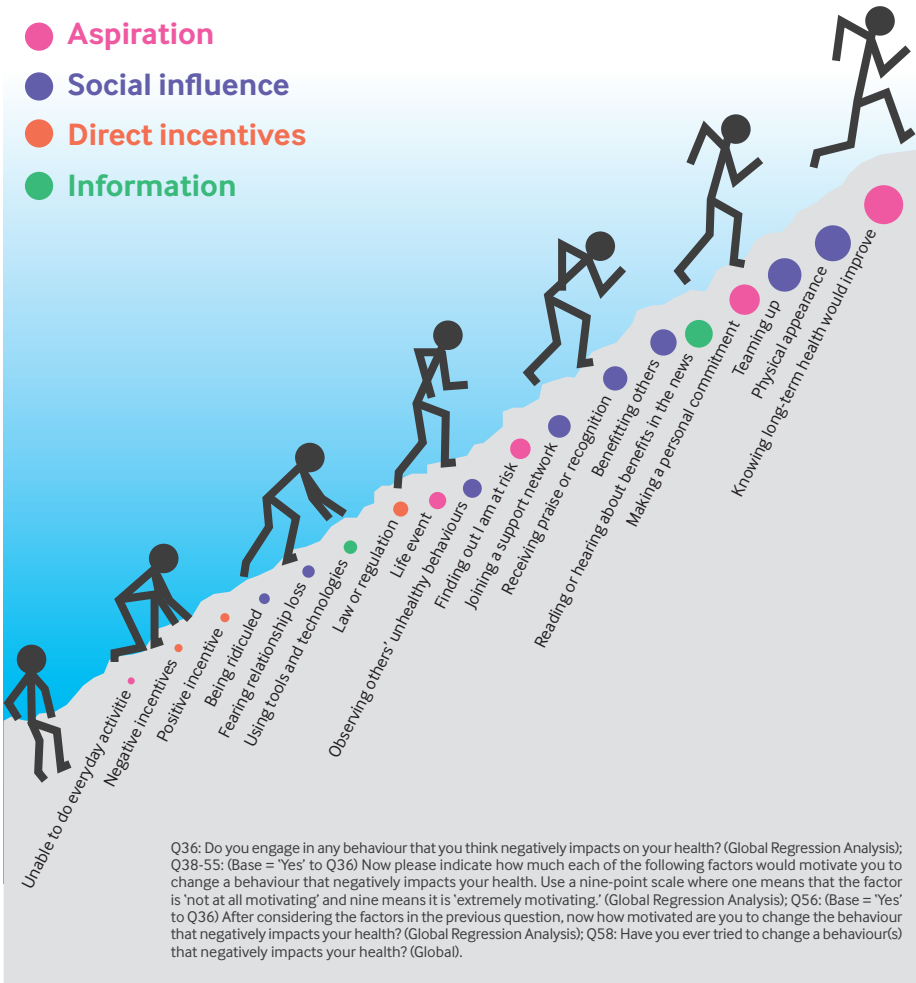 Aspiration
Social influence
Direct incentives
Information
Unable to do everyday activitie
Negative incentives
Positive incentive
Being ridiculed
Fearing relationship loss
Using tools and technologies
Law or regulation
Life event
Observing others’ unhealthy behaviours
Finding out I am at risk
Joining a support network
Receiving praise or recognition
Benefitting others
Reading or hearing about benefits in the news
Making a personal commitment
Teaming up
Physical appearance
Knowing long-term health would improve
Q36: Do you engage in any behaviour that you think negatively impacts on your health? (Global Regression Analysis);
Q38-55: (Base = ‘Yes’ to Q36) Now please indicate how much each of the following factors would motivate you to
change a behaviour that negatively impacts your health. Use a nine-point scale where one means that the factor
is ‘not at all motivating’ and nine means it is ‘extremely motivating.’ (Global Regression Analysis); Q56: (Base = ‘Yes’
to Q36) After considering the factors in the previous question, now how motivated are you to change the behaviour
that negatively impacts your health? (Global Regression Analysis); Q58: Have you ever tried to change a behaviour(s)
that negatively impacts your health? (Global).